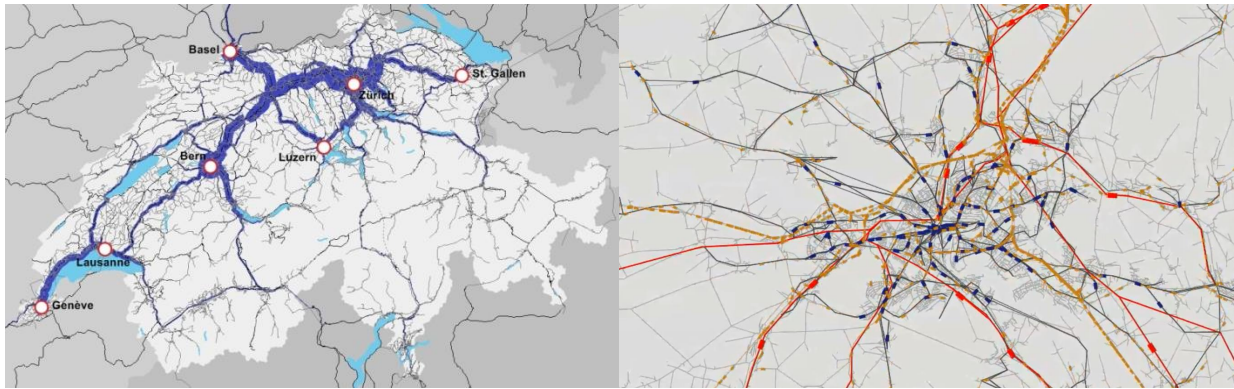 Basel
St. Gallen
Zürich
Luzern
Bern
Lausanne
Genève